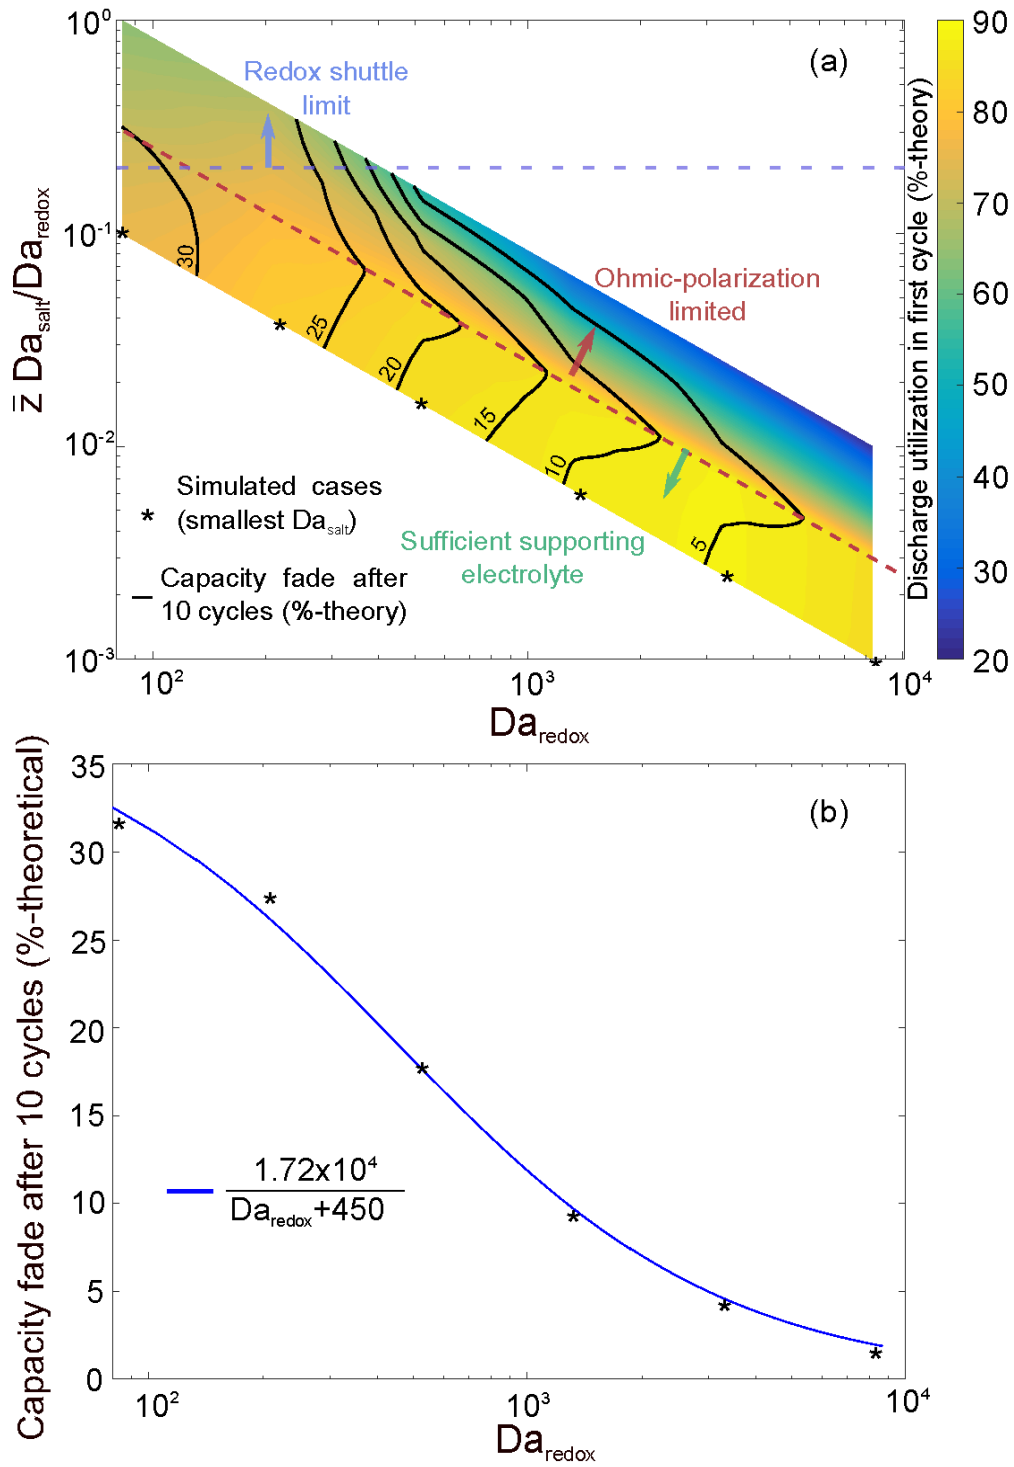 (a)
10⁰
10⁻¹
10⁻²
10⁻³
z̄ Da_salt/Da_redox
Redox shuttle
limit
Ohmic-polarization
limited
Sufficient supporting
electrolyte
* Simulated cases
(smallest Da_salt)
Capacity fade after
10 cycles (%-theory)
30
25
20
15
10
5
10²
10³
10⁴
Da_redox
Discharge utilization in first cycle (%-theory)
90
80
70
60
50
40
30
20
(b)
Capacity fade after 10 cycles (%-theoretical)
35
30
25
20
15
10
5
0
1.72x10⁴
Da_redox+450
10²
10³
10⁴
Da_redox